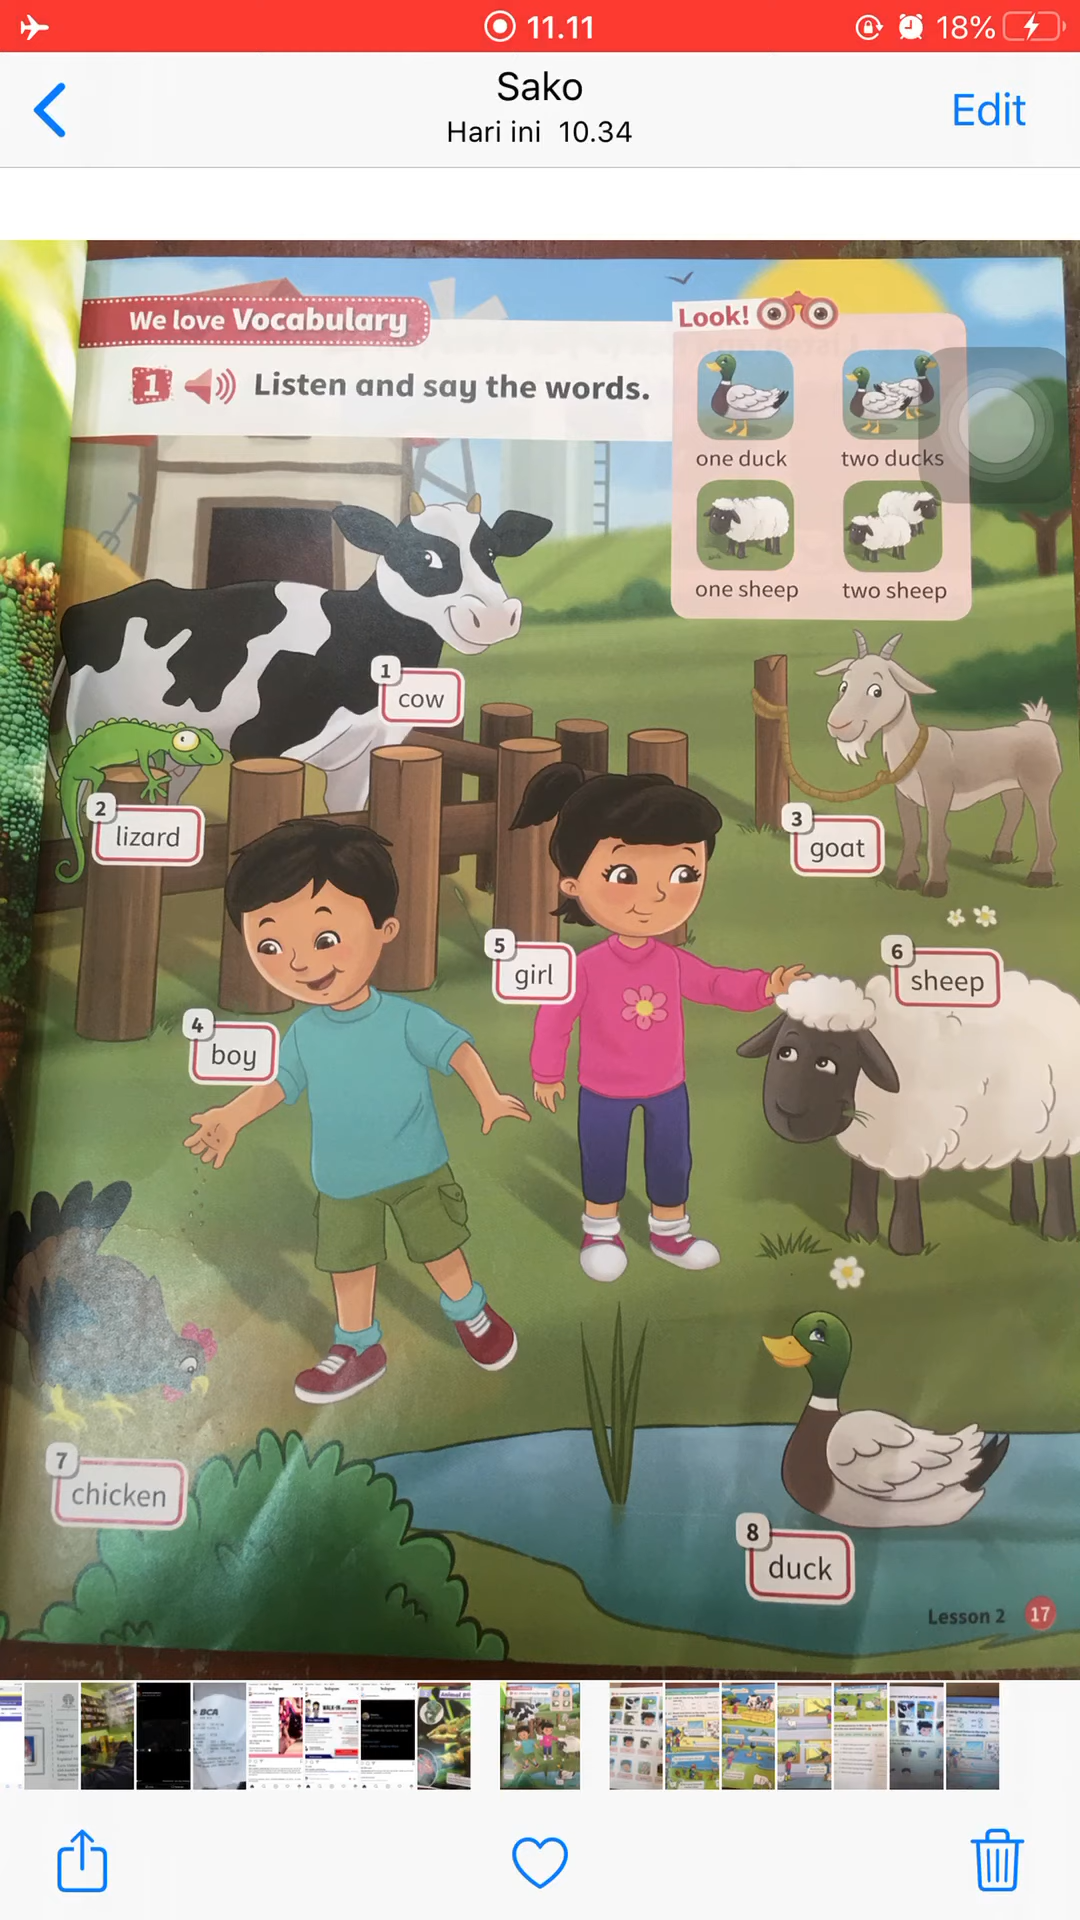 11.11
18%
Sako
Hari ini 10.34
Edit
We love Vocabulary
Look!
1 Listen and say the words.
one duck
two ducks
one sheep
two sheep
1
cow
2
lizard
3
goat
4
boy
5
girl
6
sheep
7
chicken
8
duck
Lesson 2 17
BCA